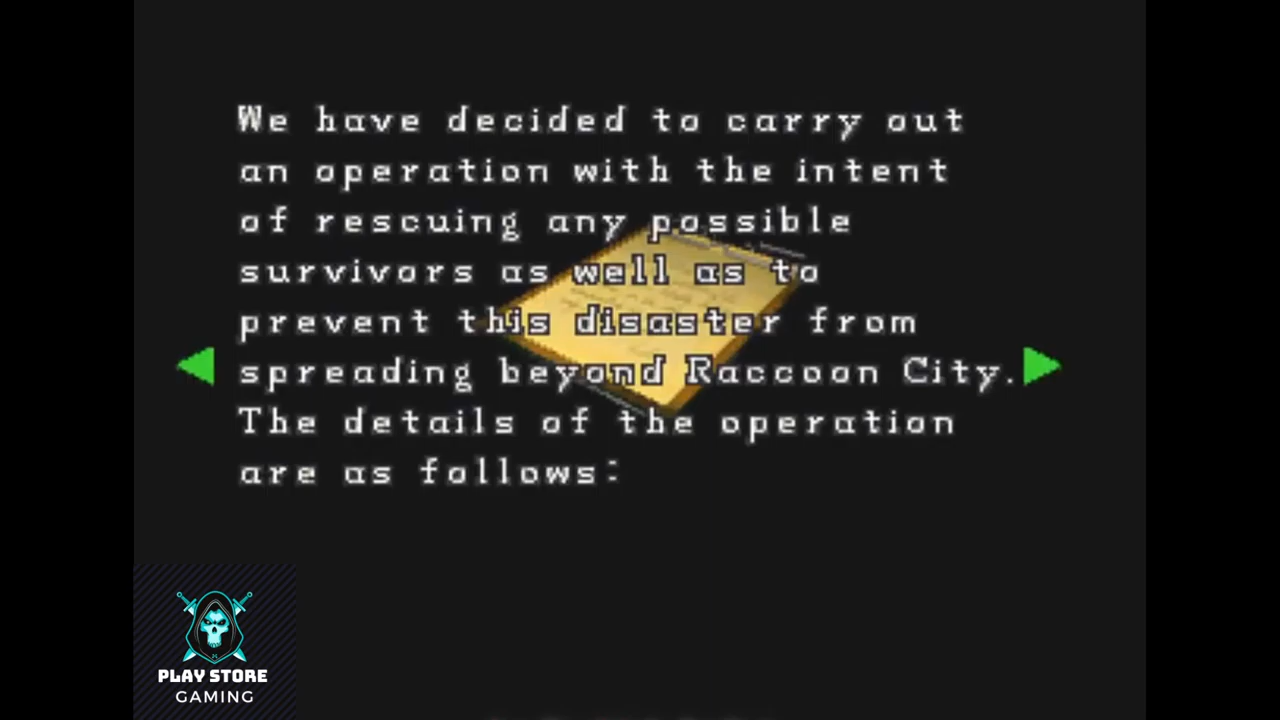 We have decided to carry out
an operation with the intent
of rescuing any possible
survivors as well as to
prevent this disaster from
spreading beyond Raccoon City.
The details of the operation
are as follows:
PLAY STORE
GAMING